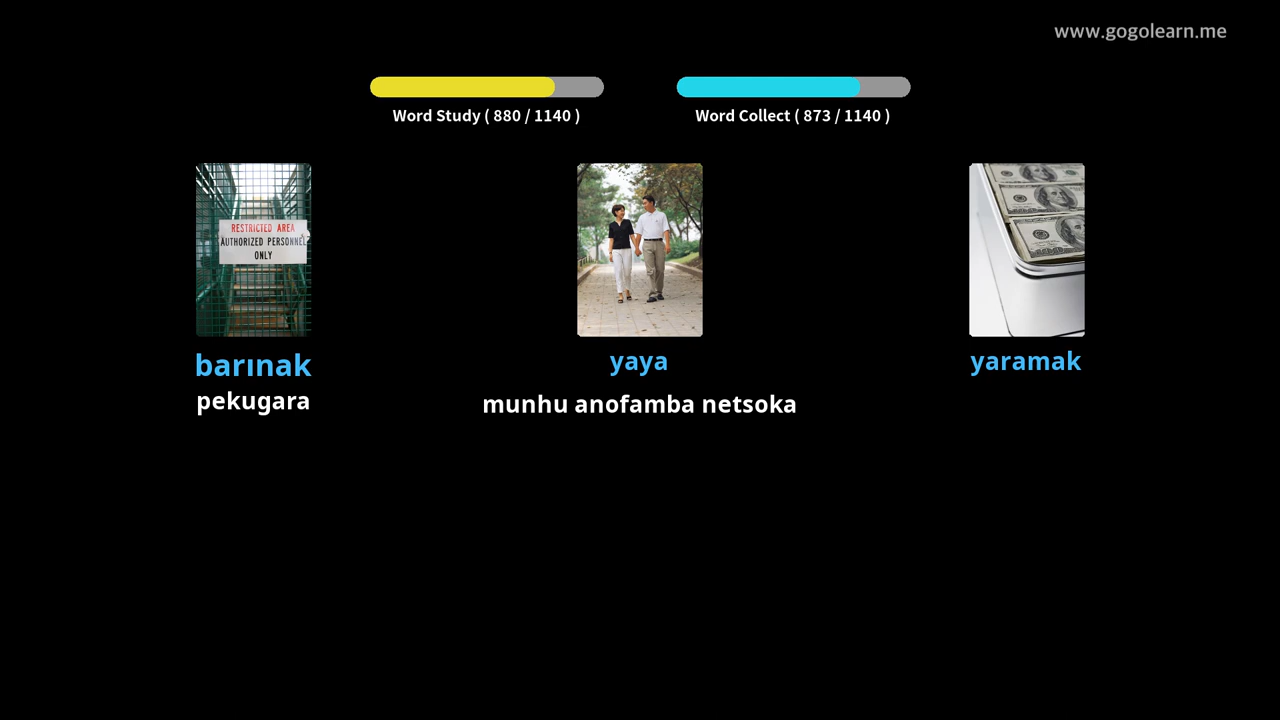 www.gogolearn.me
Word Study ( 880 / 1140 )
Word Collect ( 873 / 1140 )
RESTRICTED AREA
AUTHORIZED PERSONNEL
ONLY
barınak
yaya
yaramak
pekugara
munhu anofamba netsoka